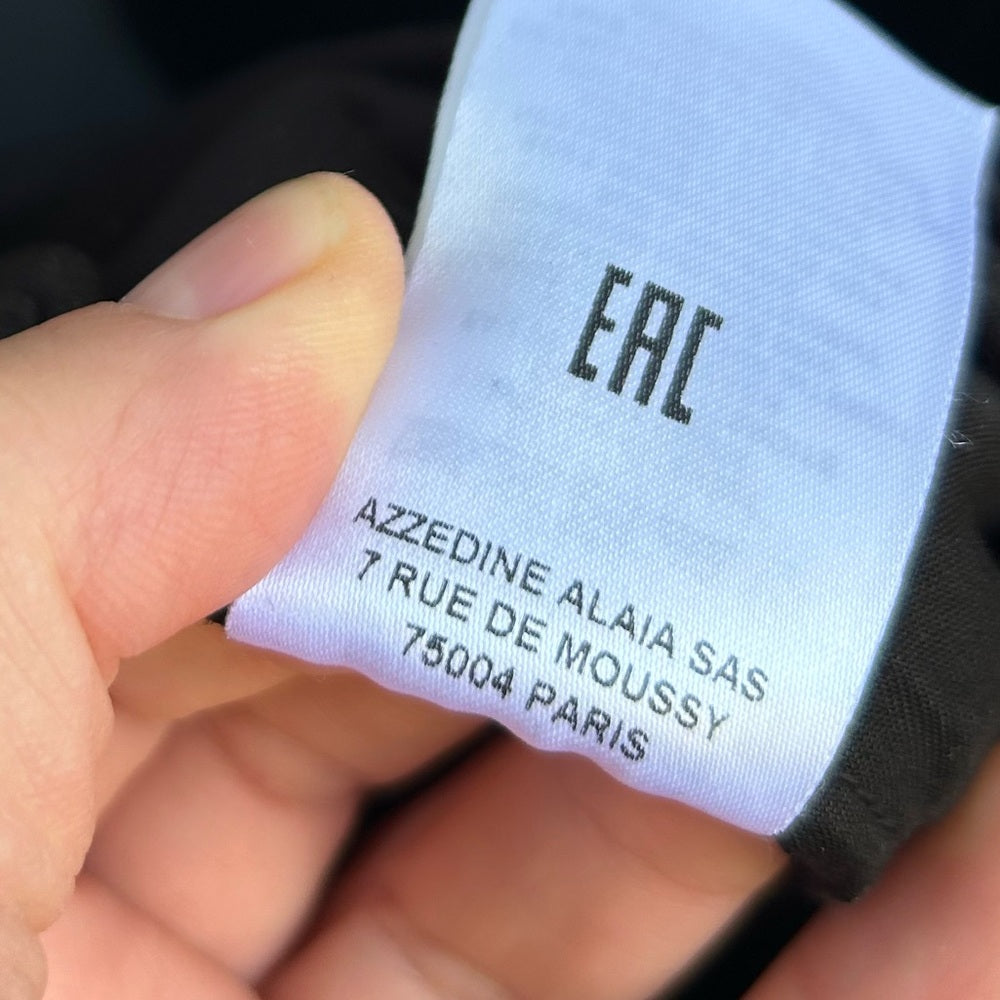 EAC
AZZEDINE ALAIA SAS
7 RUE DE MOUSSY
75004 PARIS